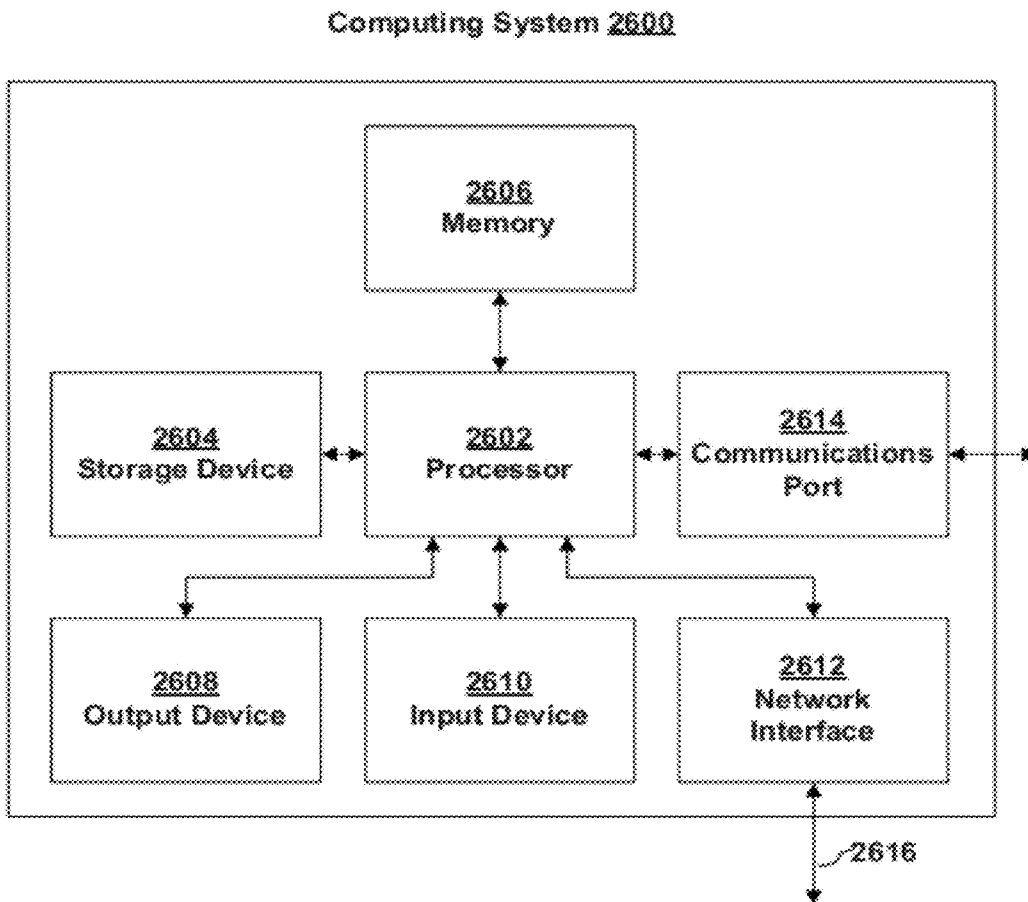 Computing System 2600
2606
Memory
2604
Storage Device
2602
Processor
2614
Communications
Port
2608
Output Device
2610
Input Device
2612
Network
Interface
2616